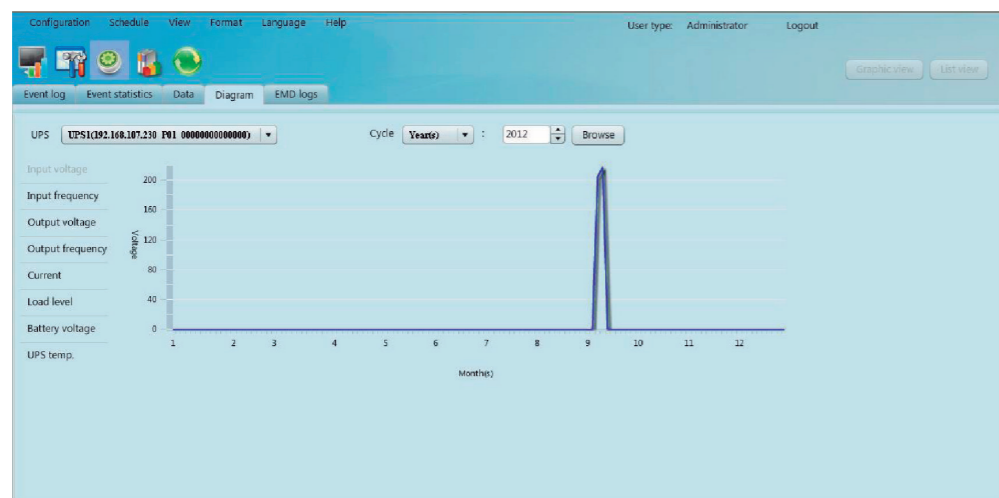 Configuration Schedule View Format Language Help User type: Administrator Logout
Graphic view List view
Event log Event statistics Data Diagram EMD logs
UPS UPS1(192.168.107.230 P01 00000000000000) Cycle Year(s) : 2012 Browse
Input voltage
Input frequency
Output voltage
Output frequency
Current
Load level
Battery voltage
UPS temp.
Voltage
200
160
120
80
40
0
1 2 3 4 5 6 7 8 9 10 11 12
Month(s)